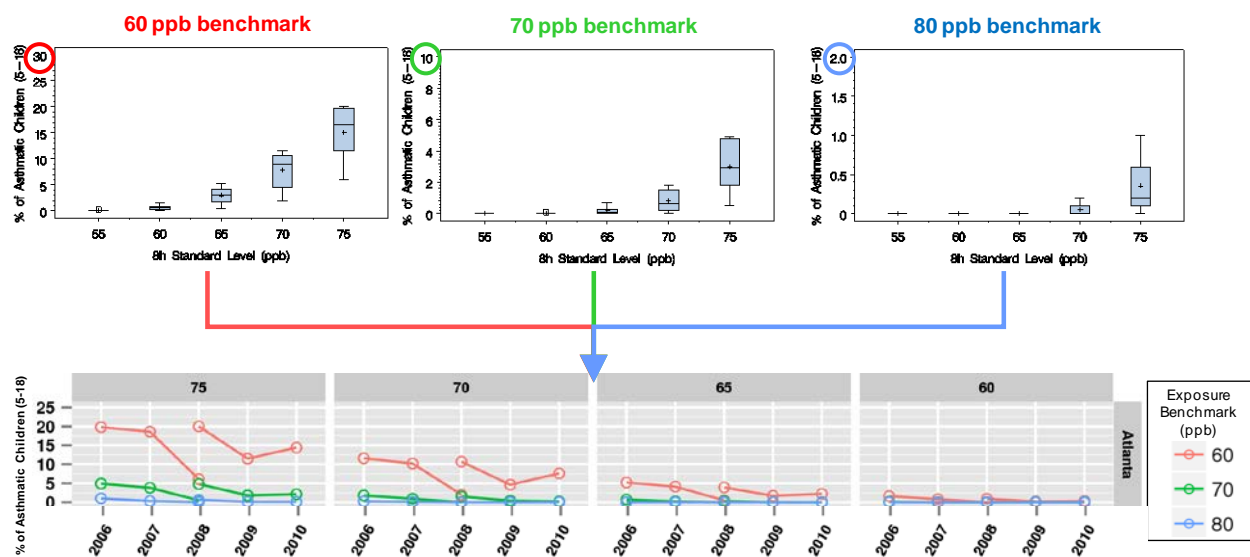 60 ppb benchmark
70 ppb benchmark
80 ppb benchmark
% of Asthmatic Children (5-18)
30
25
20
15
10
5
0
55 60 65 70 75
8h Standard Level (ppb)
% of Asthmatic Children (5-18)
10
8
6
4
2
0
55 60 65 70 75
8h Standard Level (ppb)
% of Asthmatic Children (5-18)
2.0
1.5
1.0
0.5
0.0
55 60 65 70 75
8h Standard Level (ppb)
% of Asthmatic Children (5-18)
75 70 65 60
25
20
15
10
5
0
2006 2007 2008 2009 2010
2006 2007 2008 2009 2010
2006 2007 2008 2009 2010
2006 2007 2008 2009 2010
Atlanta
Exposure
Benchmark
(ppb)
60
70
80